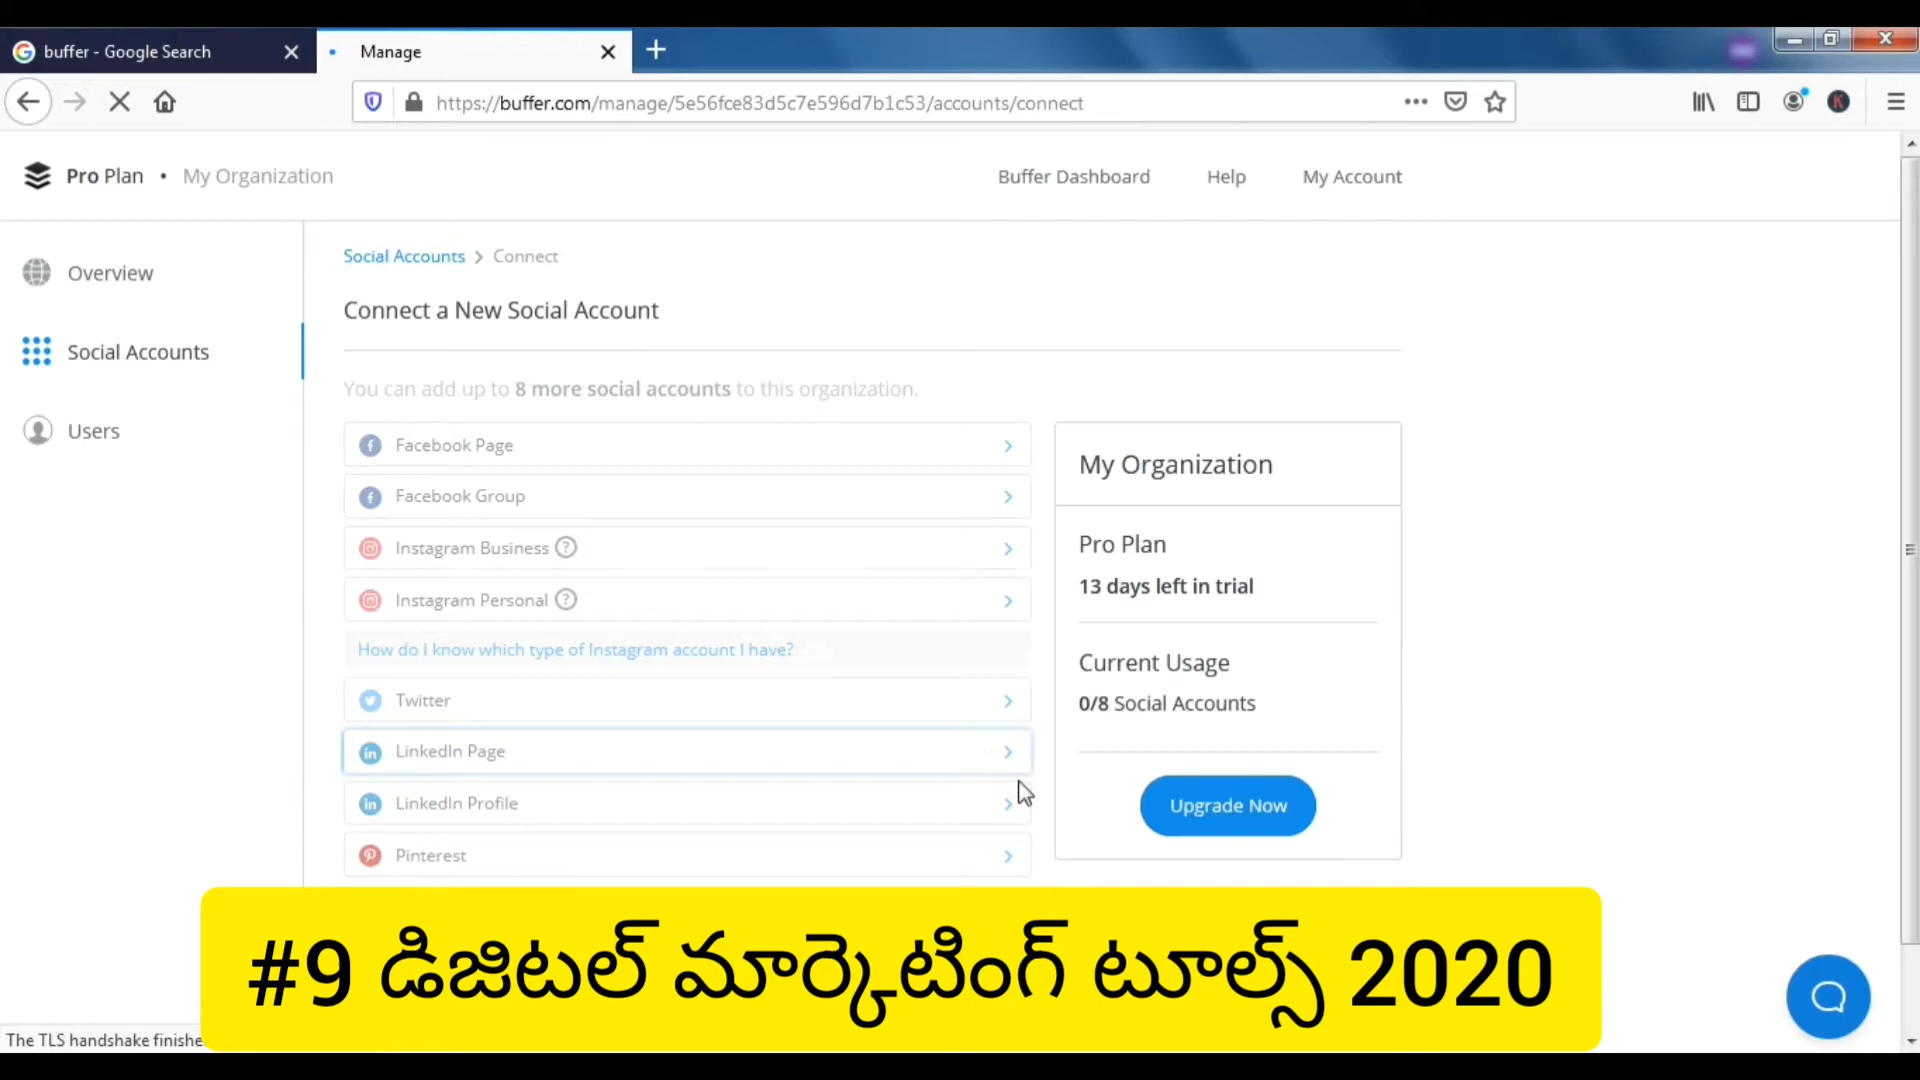 buffer - Google Search
Manage
https://buffer.com/manage/5e56fce83d5c7e596d7b1c53/accounts/connect
Pro Plan • My Organization
Buffer Dashboard
Help
My Account
Overview
Social Accounts
Users
Social Accounts > Connect
Connect a New Social Account
You can add up to 8 more social accounts to this organization.
Facebook Page
Facebook Group
Instagram Business ?
Instagram Personal ?
How do I know which type of Instagram account I have?
Twitter
LinkedIn Page
LinkedIn Profile
Pinterest
My Organization
Pro Plan
13 days left in trial
Current Usage
0/8 Social Accounts
Upgrade Now
#9 డిజిటల్ మార్కెటింగ్ టూల్స్ 2020
The TLS handshake finishe